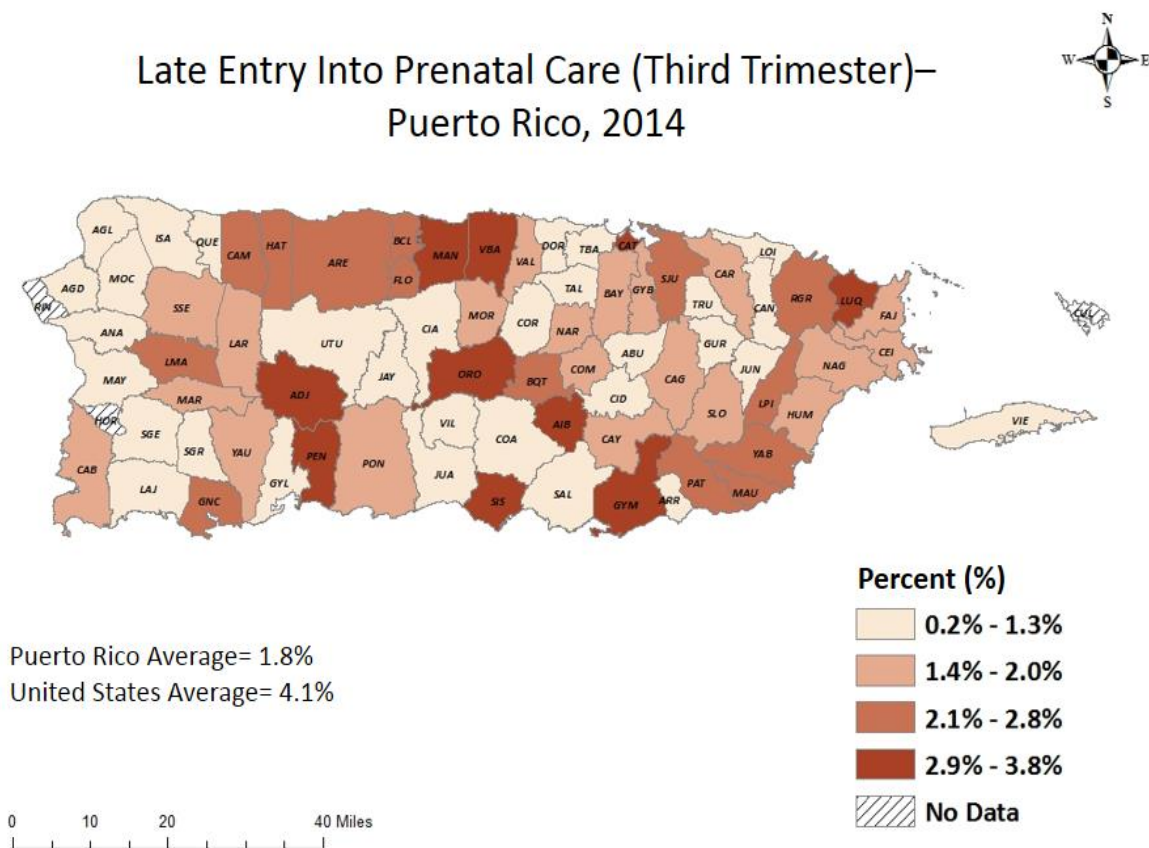 N
W E
S
Late Entry Into Prenatal Care (Third Trimester)–
Puerto Rico, 2014
AGL
ISA
QUE
CAM
HAT
ARE
BCL
FLO
MAN
VBA
VAL
DOR
TBA
CAT
LOI
AGD
MOC
SSE
LAR
UTU
CIA
MOR
COR
TAL
NAR
BAY
GYB
SJU
TRU
CAR
CAN
RGR
LUQ
FAJ
CUL
RIN
ANA
LMA
MAY
MAR
ADJ
JAY
ORO
BQT
COM
ABU
CID
GUR
CAG
JUN
SLO
LPI
NAG
CEI
HUM
HOR
SGE
SGR
CAB
LAJ
GNC
YAU
GYL
PEN
PON
VIL
JUA
COA
AIB
SIS
SAL
CAY
GYM
ARR
PAT
MAU
YAB
VIE
Percent (%)
0.2% - 1.3%
1.4% - 2.0%
2.1% - 2.8%
2.9% - 3.8%
No Data
Puerto Rico Average= 1.8%
United States Average= 4.1%
0 10 20 40 Miles